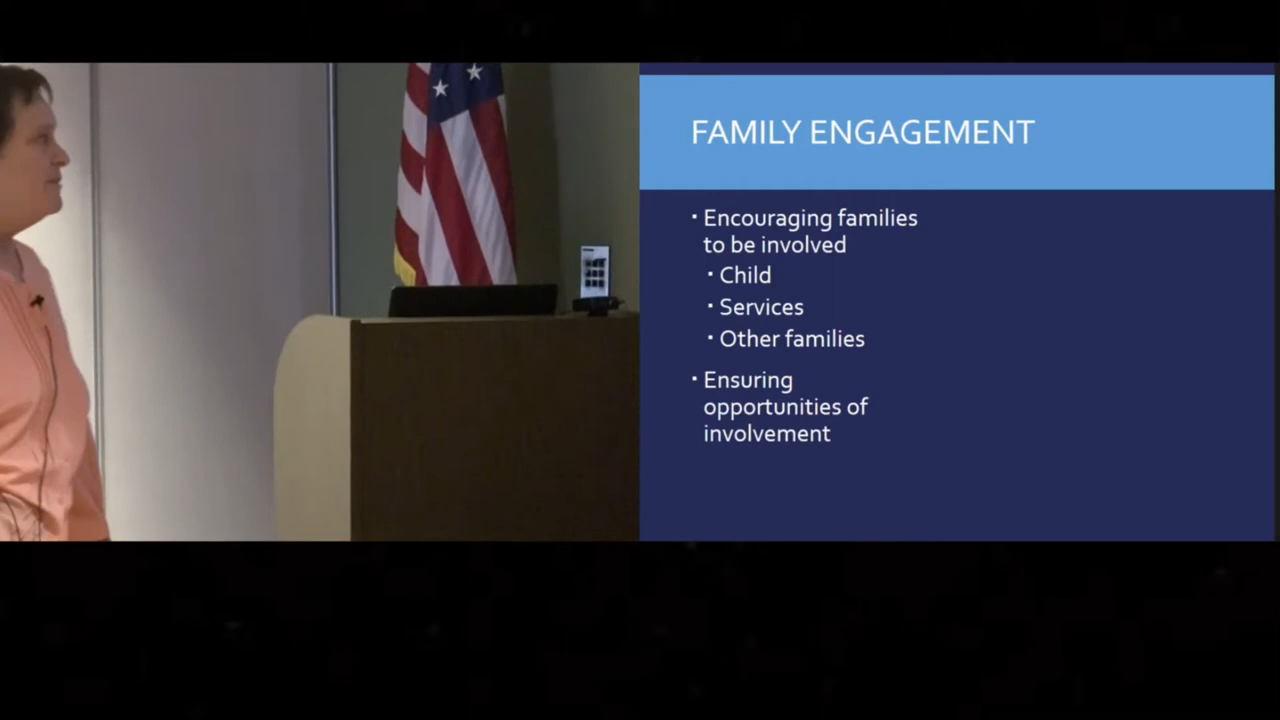 FAMILY ENGAGEMENT
▪ Encouraging families
to be involved
▪ Child
▪ Services
▪ Other families
▪ Ensuring
opportunities of
involvement